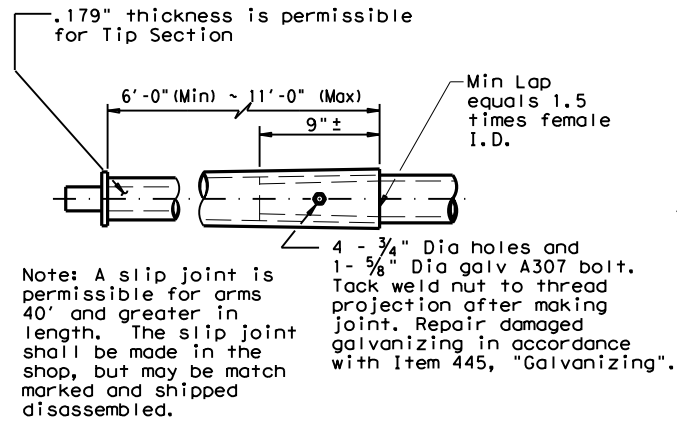 .179" thickness is permissible
for Tip Section
6'-0"(Min) ~ 11'-0" (Max)
9"±
Min Lap
equals 1.5
times female
I.D.
4 - 3/4" Dia holes and
1- 5/8" Dia galv A307 bolt.
Tack weld nut to thread
projection after making
joint. Repair damaged
galvanizing in accordance
with Item 445, "Galvanizing".
Note: A slip joint is
permissible for arms
40' and greater in
length. The slip joint
shall be made in the
shop, but may be match
marked and shipped
disassembled.